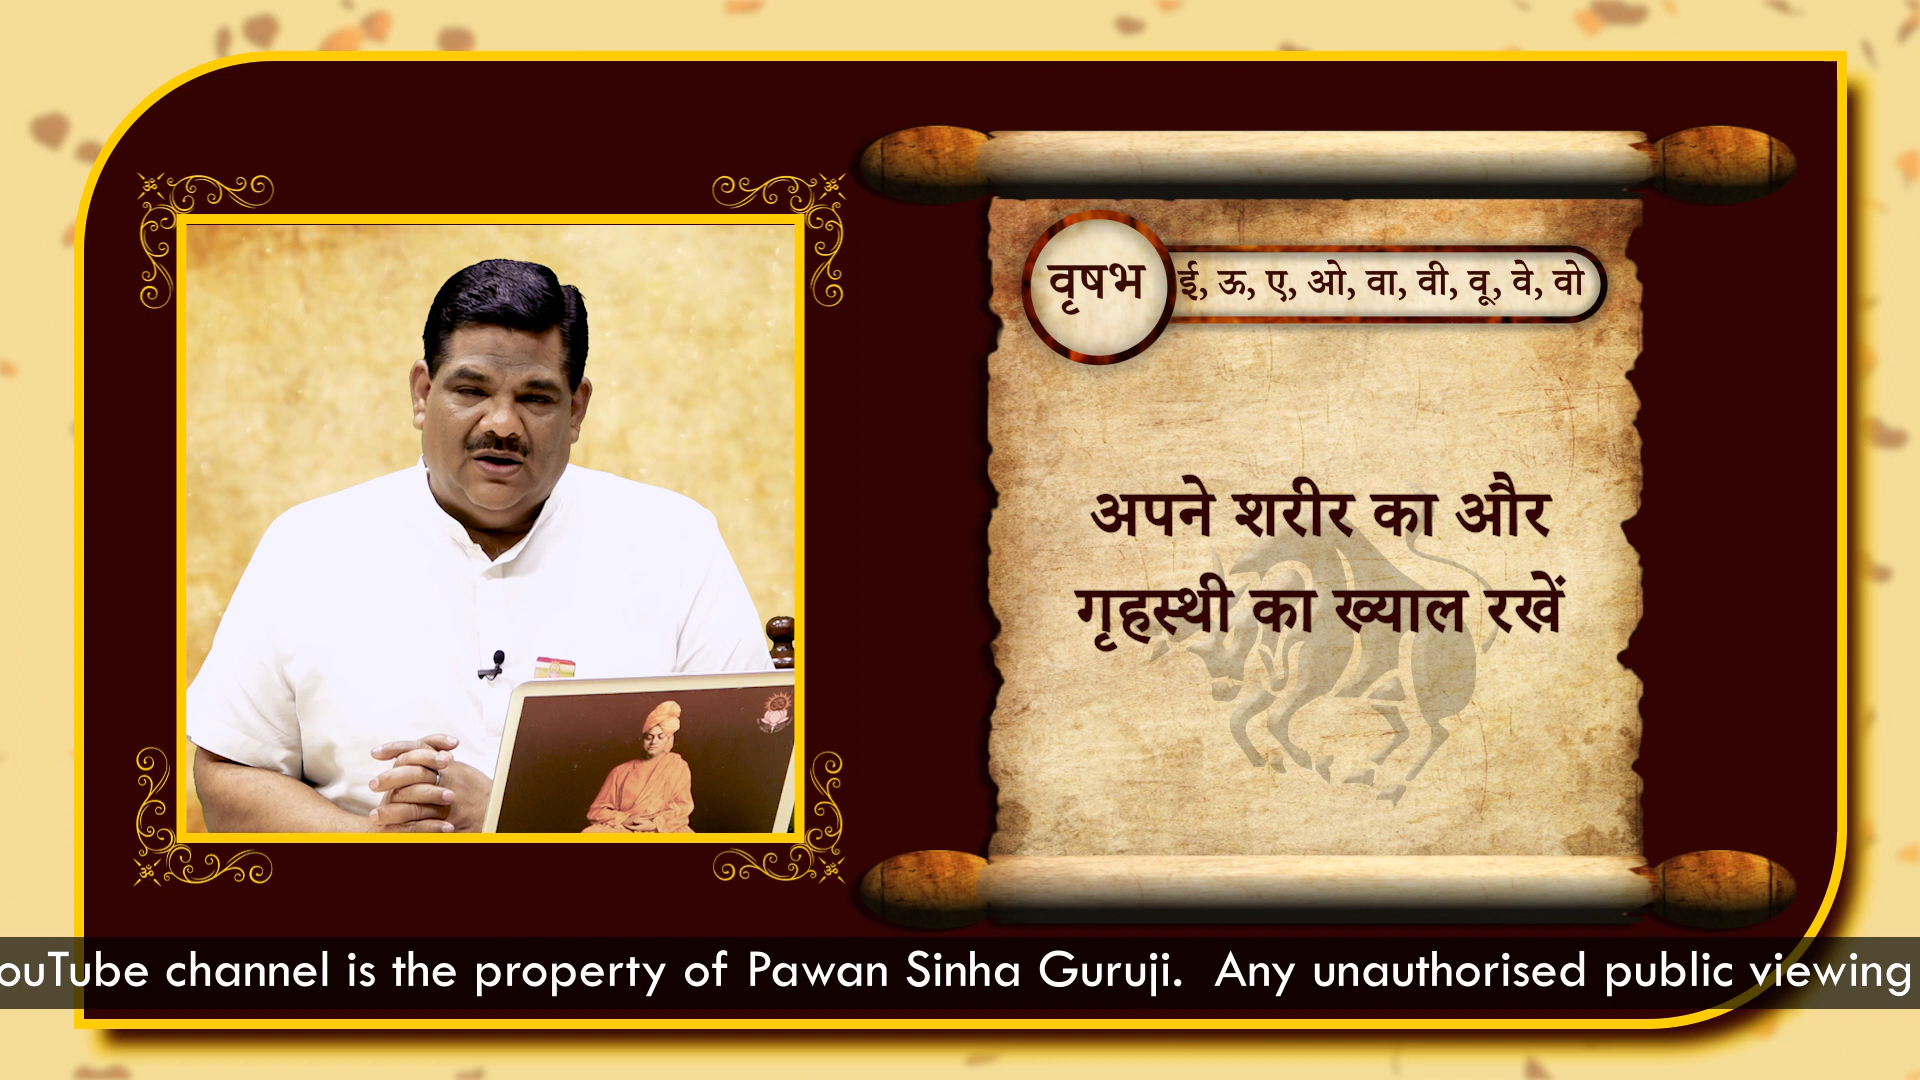 वृषभ
ई, ऊ, ए, ओ, वा, वी, वू, वे, वो
अपने शरीर का और
गृहस्थी का ख्याल रखें
ouTube channel is the property of Pawan Sinha Guruji. Any unauthorised public viewing